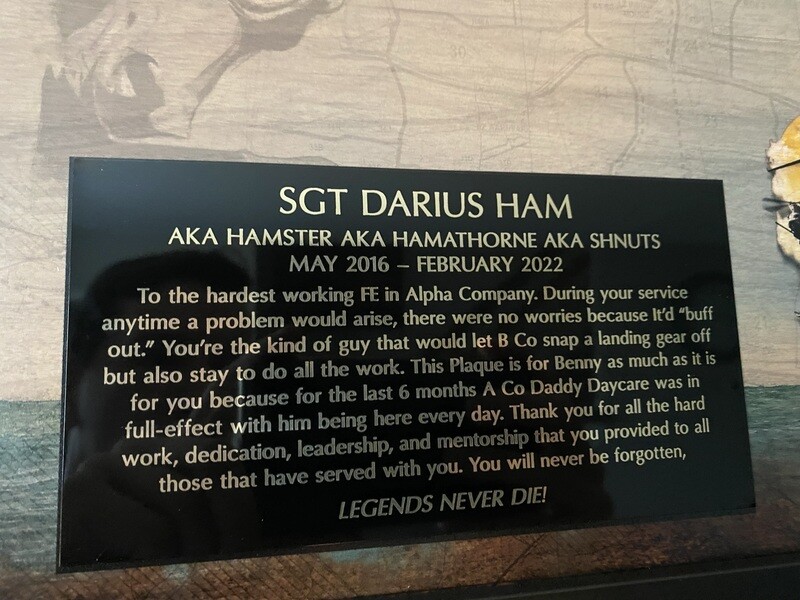 SGT DARIUS HAM
AKA HAMSTER AKA HAMATHORNE AKA SHNUTS
MAY 2016 – FEBRUARY 2022
To the hardest working FE in Alpha Company. During your service
anytime a problem would arise, there were no worries because It'd "buff
out." You're the kind of guy that would let B Co snap a landing gear off
but also stay to do all the work. This Plaque is for Benny as much as it is
for you because for the last 6 months A Co Daddy Daycare was in
full-effect with him being here every day. Thank you for all the hard
work, dedication, leadership, and mentorship that you provided to all
those that have served with you. You will never be forgotten,
LEGENDS NEVER DIE!